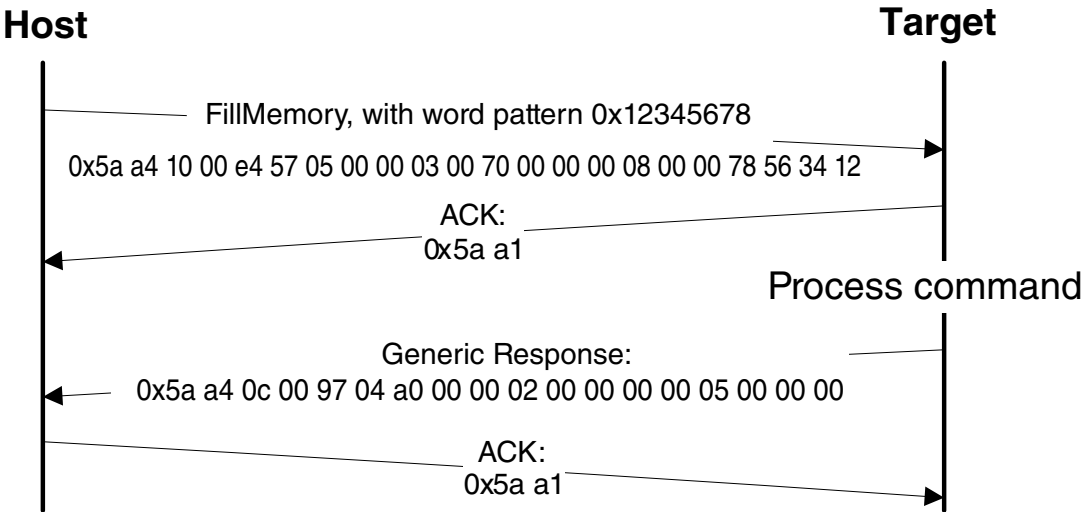 Host
Target
FillMemory, with word pattern 0x12345678
0x5a a4 10 00 e4 57 05 00 00 03 00 70 00 00 00 08 00 00 78 56 34 12
ACK:
0x5a a1
Process command
Generic Response:
0x5a a4 0c 00 97 04 a0 00 00 02 00 00 00 00 05 00 00 00
ACK:
0x5a a1